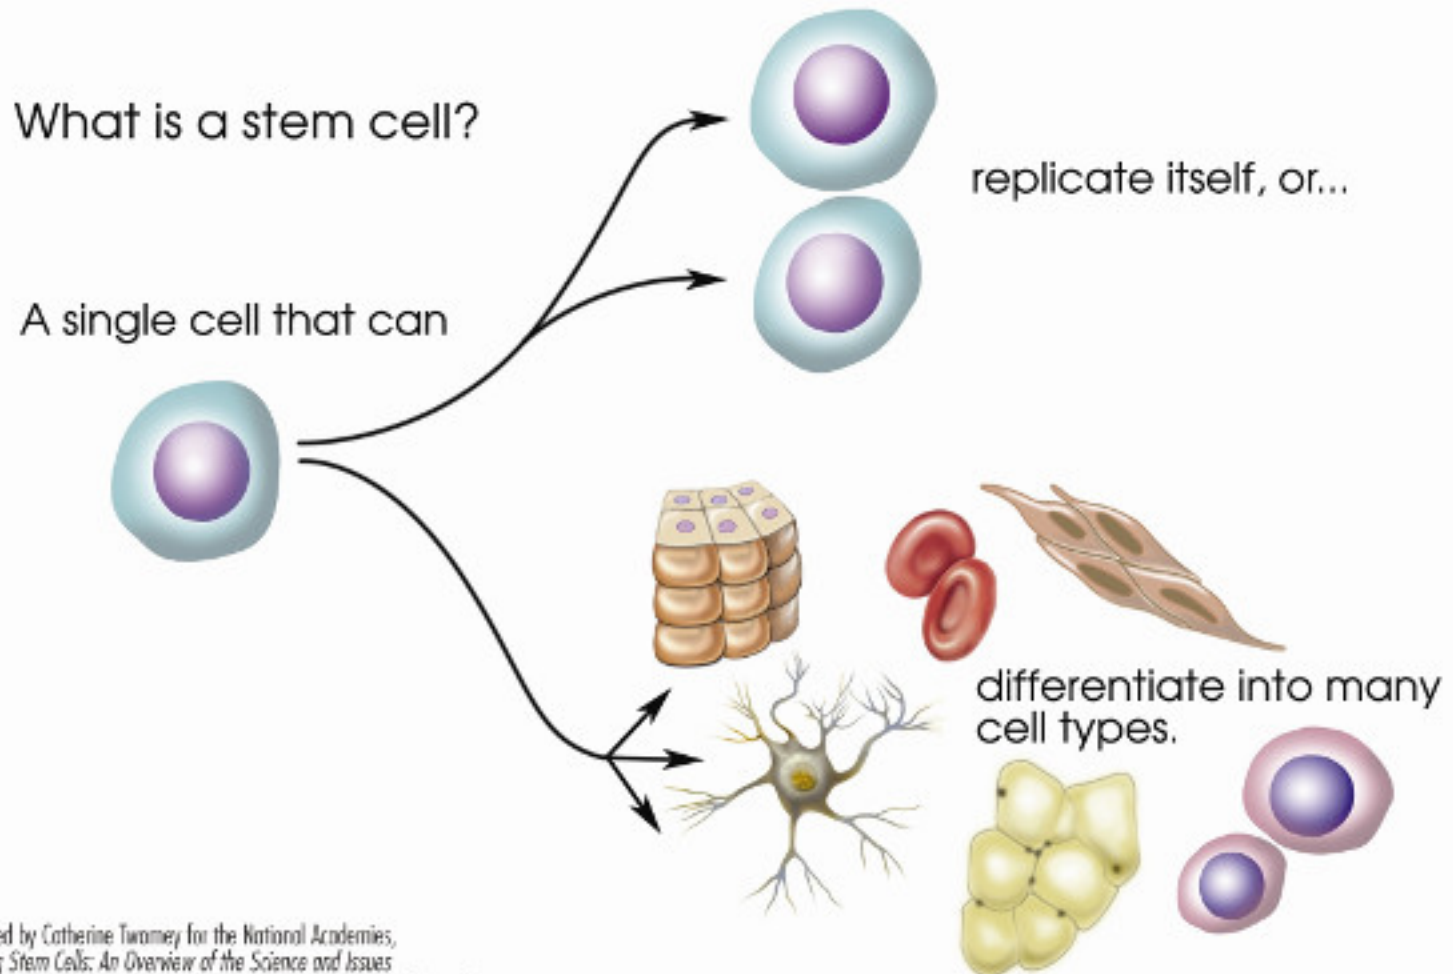 What is a stem cell?
replicate itself, or...
A single cell that can
differentiate into many
cell types.
by Catherine Twomey for the National Academies,
Stem Cells: An Overview of the Science and Issues